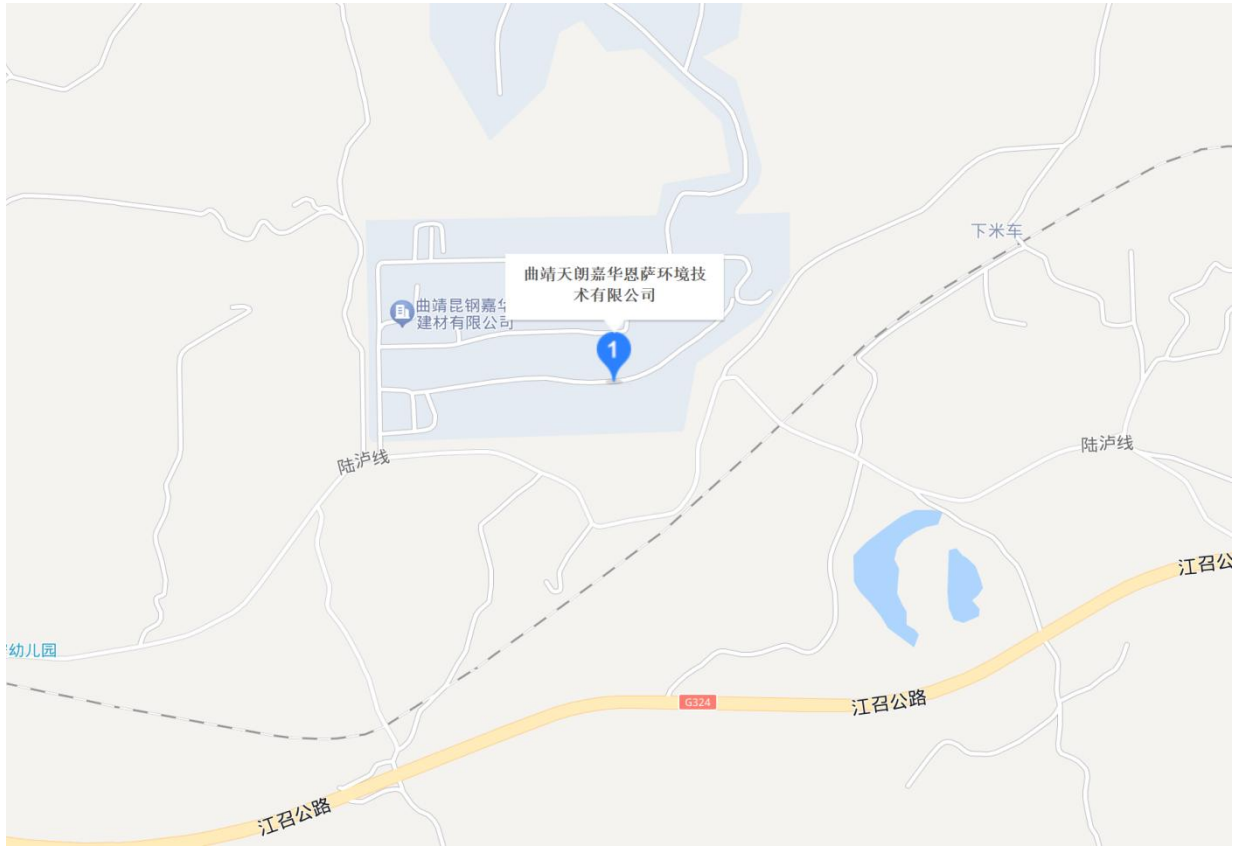 下米车
曲靖天朗嘉华恩萨环境技
术有限公司
曲靖昆钢嘉华
建材有限公司
1
陆泸线
陆泸线
江召公
幼儿园
G324
江召公路
江召公路